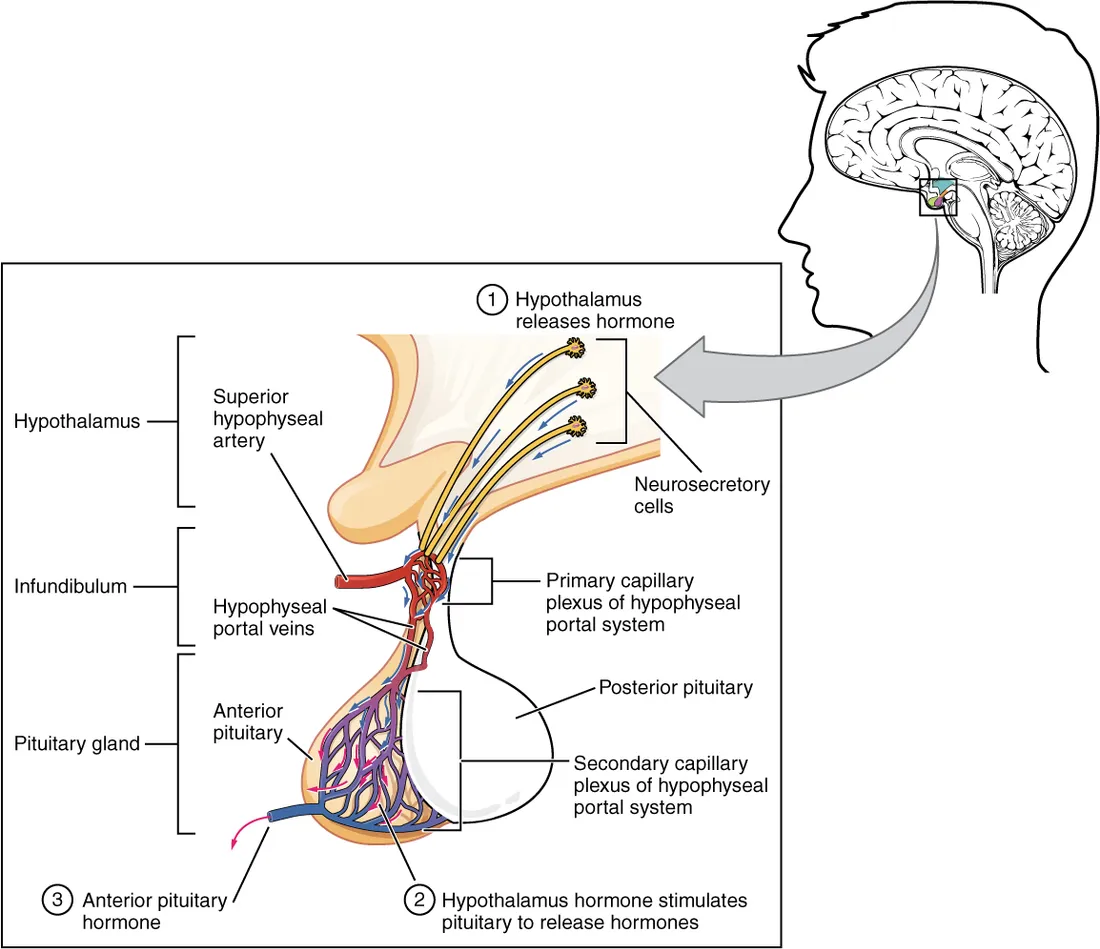 1 Hypothalamus
releases hormone
Hypothalamus
Superior
hypophyseal
artery
Neurosecretory
cells
Infundibulum
Hypophyseal
portal veins
Primary capillary
plexus of hypophyseal
portal system
Pituitary gland
Anterior
pituitary
Posterior pituitary
Secondary capillary
plexus of hypophyseal
portal system
3 Anterior pituitary
hormone
2 Hypothalamus hormone stimulates
pituitary to release hormones